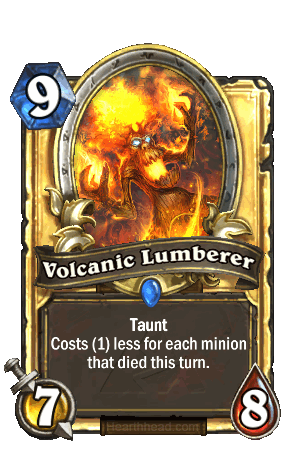 9
Volcanic Lumberer
Taunt
Costs (1) less for each minion
that died this turn.
7
8
Hearthhead.com